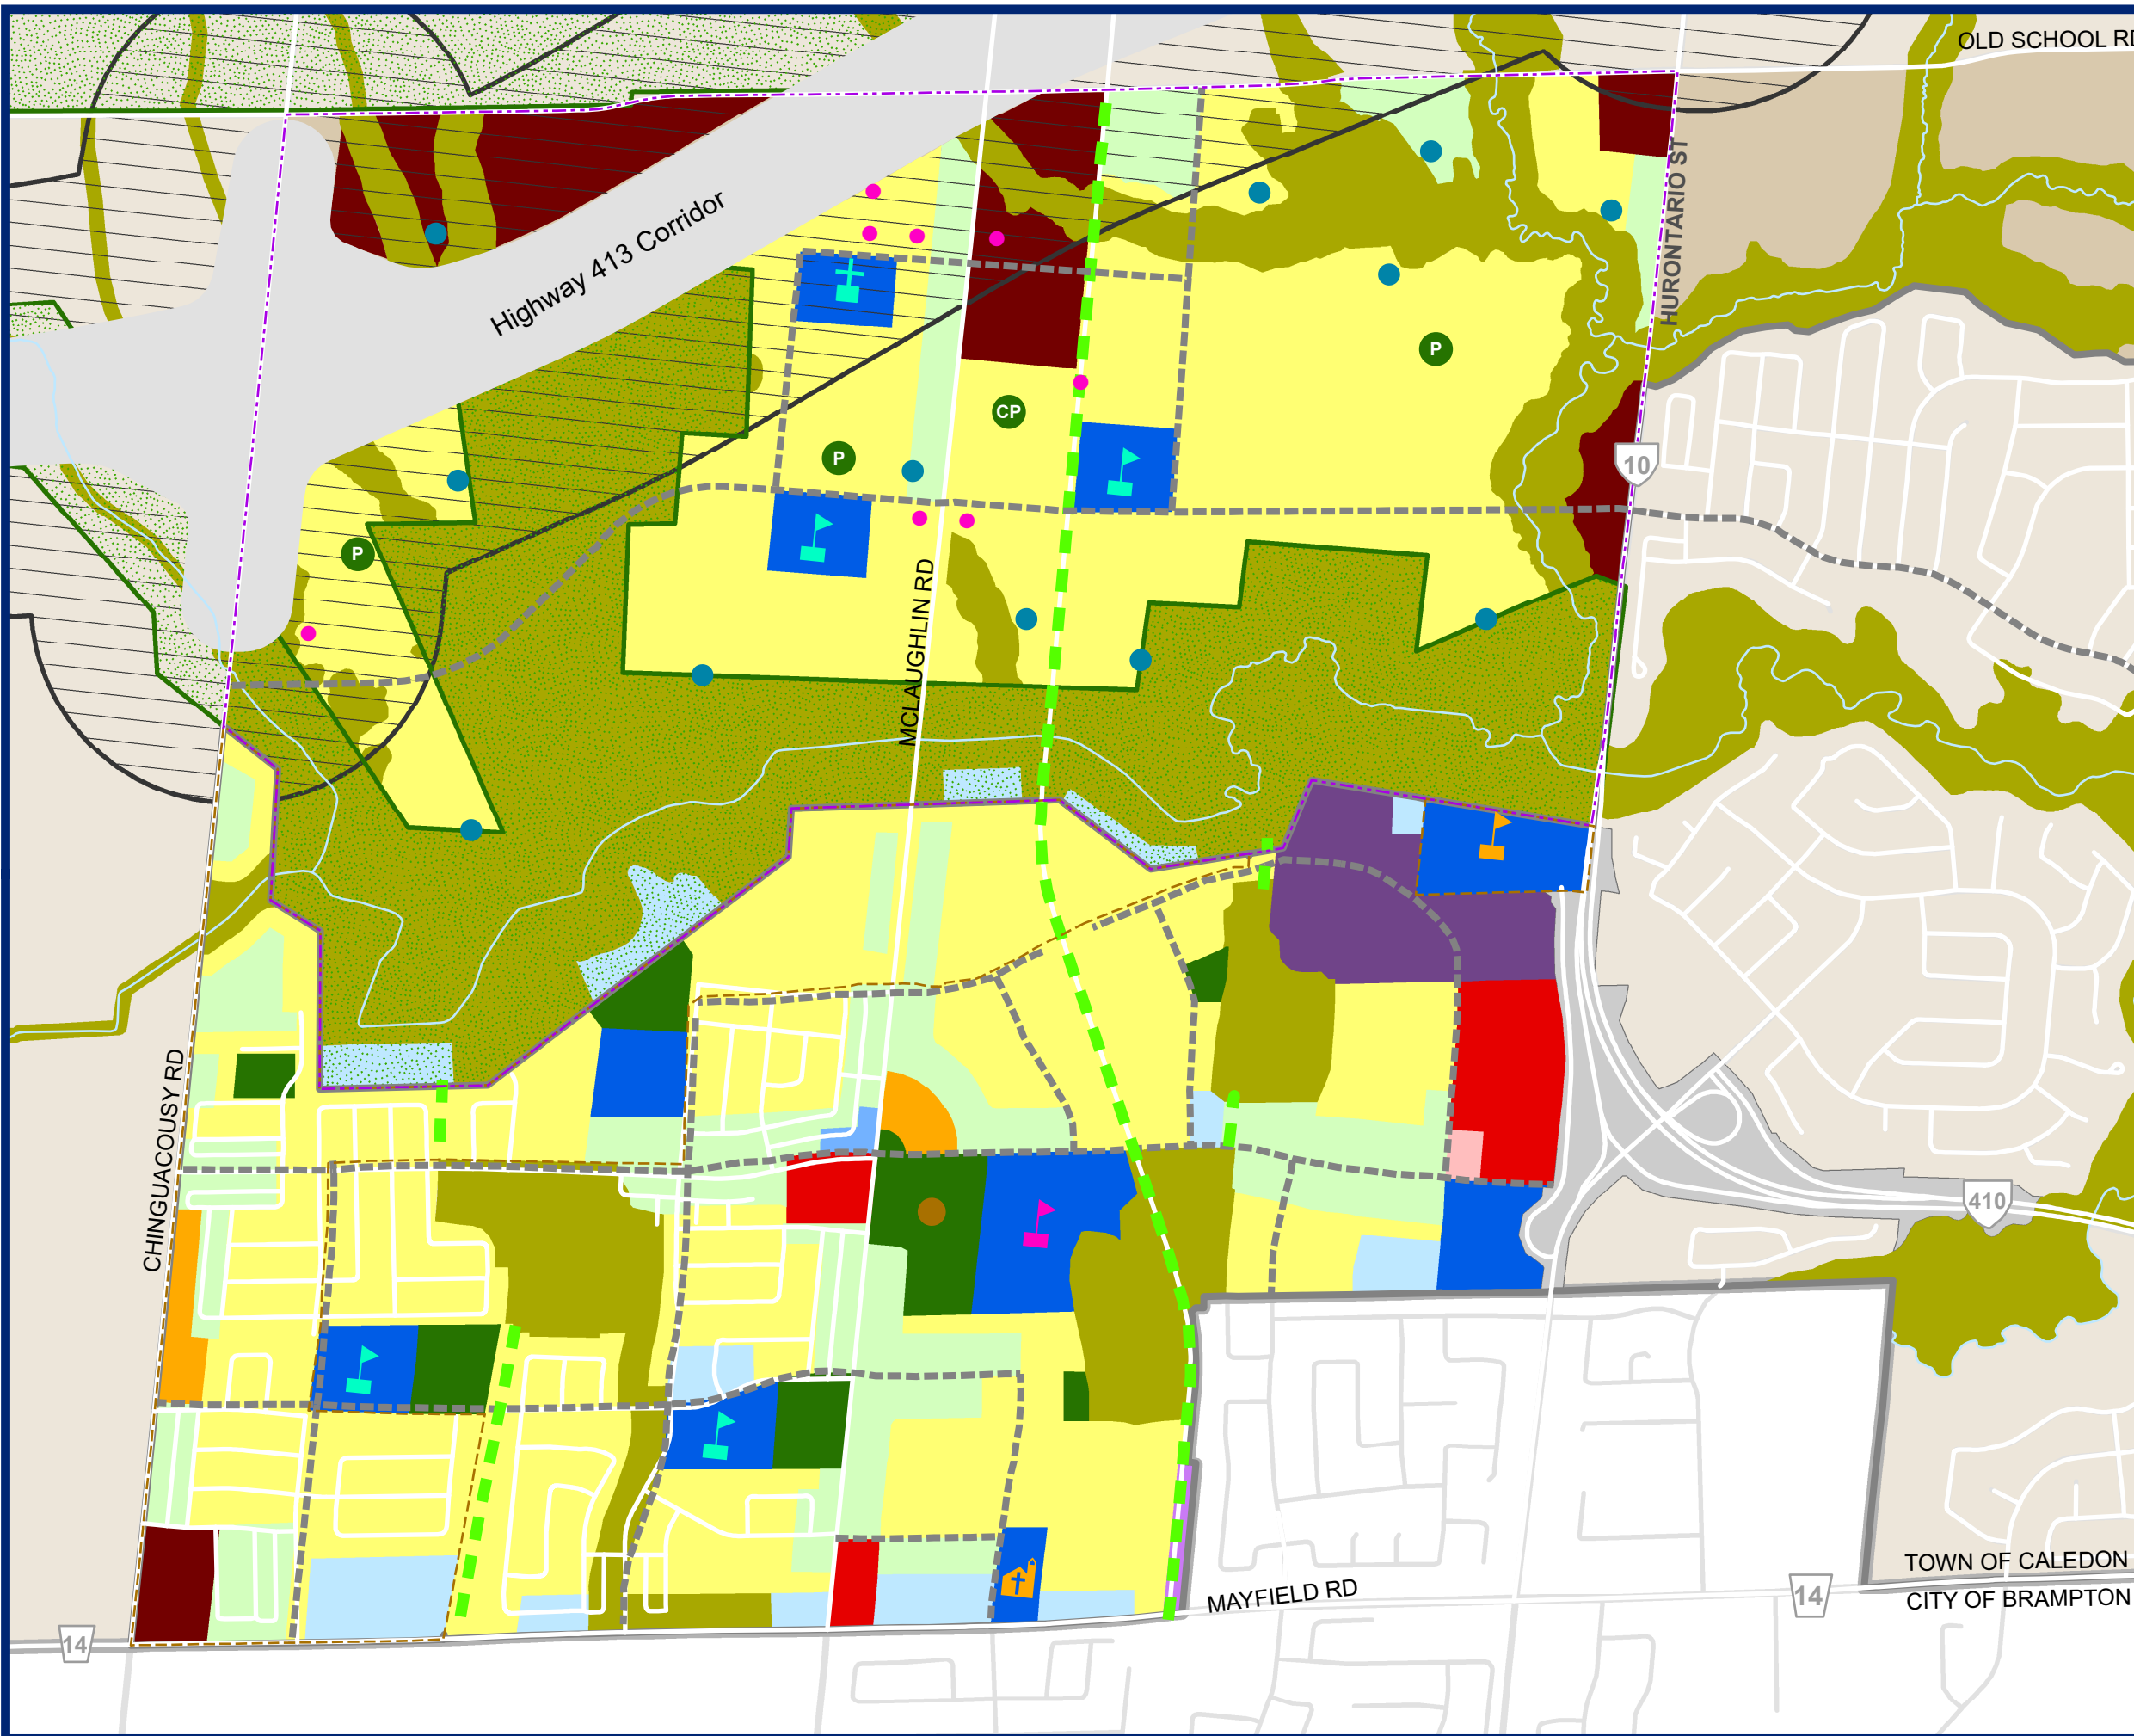 OLD SCHOOL RD
HURONTARIO ST
Highway 413 Corridor
P
CP
P
10
P
MCLAUGHLIN RD
CHINGUACOUSY RD
410
TOWN OF CALEDON
MAYFIELD RD
14
CITY OF BRAMPTON
14